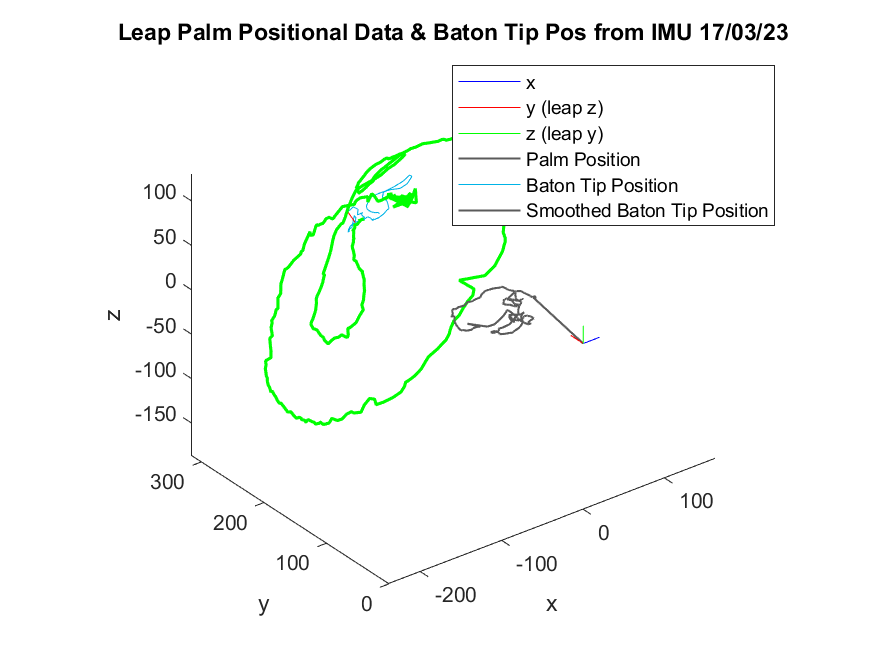 Leap Palm Positional Data & Baton Tip Pos from IMU 17/03/23
x
y (leap z)
z (leap y)
Palm Position
Baton Tip Position
Smoothed Baton Tip Position
100
50
0
-50
-100
-150
z
300
200
100
0
y
-200
-100
0
100
x